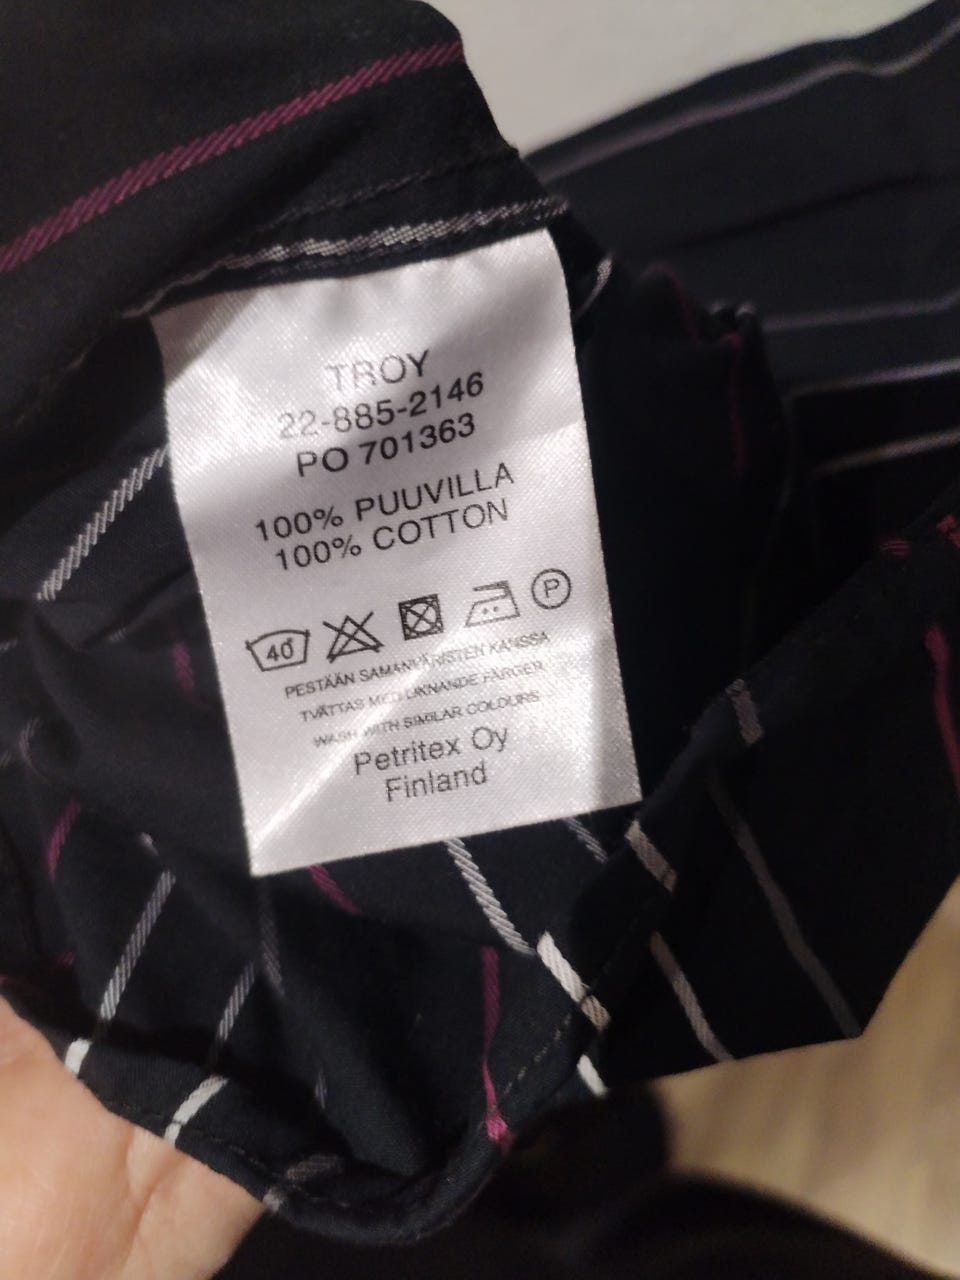 TROY
22-885-2146
PO 701363
100% PUUVILLA
100% COTTON
40
P
PESTÄÄN SAMANVÄRISTEN KANSSA
TVÄTTAS MED LIKNANDE FÄRGER
WASH WITH SIMILAR COLOURS
Petritex Oy
Finland